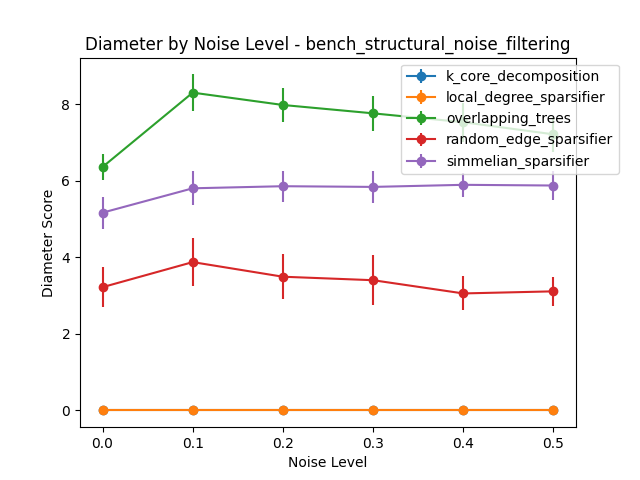 Diameter by Noise Level - bench_structural_noise_filtering
k_core_decomposition
local_degree_sparsifier
overlapping_trees
random_edge_sparsifier
simmelian_sparsifier
Diameter Score
8
6
4
2
0
0.0 0.1 0.2 0.3 0.4 0.5
Noise Level